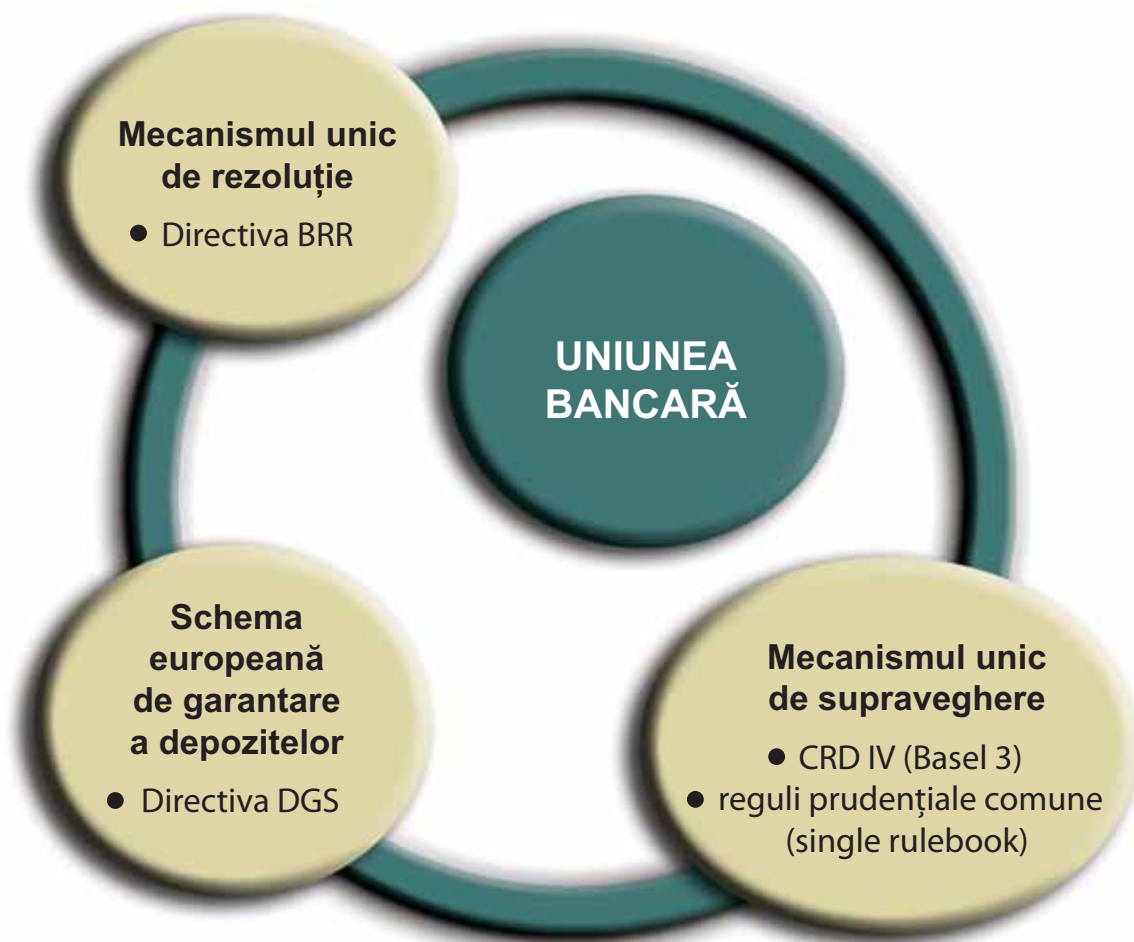 Mecanismul unic
de rezoluție
● Directiva BRR
UNIUNEA
BANCARĂ
Schema
europeană
de garantare
a depozitelor
● Directiva DGS
Mecanismul unic
de supraveghere
● CRD IV (Basel 3)
● reguli prudențiale comune
(single rulebook)